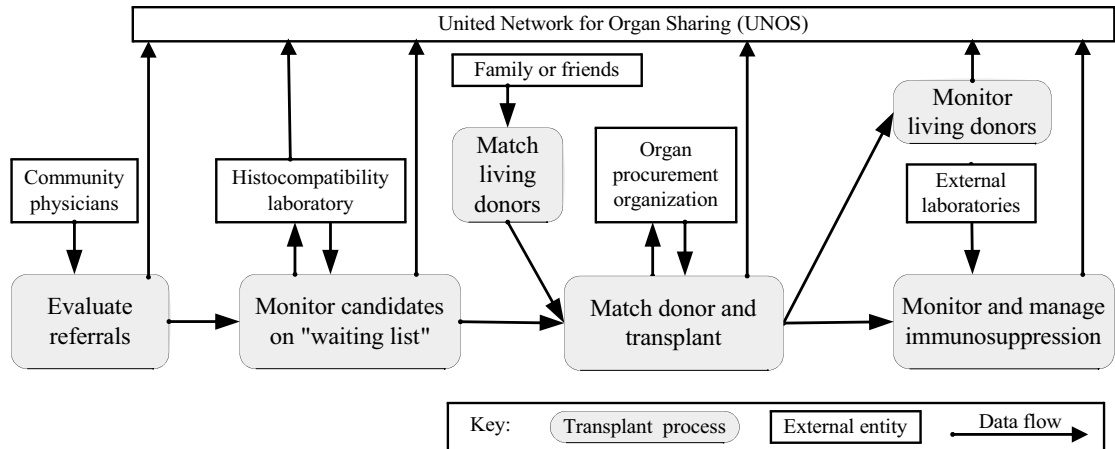 United Network for Organ Sharing (UNOS)
Family or friends
Monitor
living donors
Match
living
donors
Organ
procurement
organization
Community
physicians
Histocompatibility
laboratory
External
laboratories
Evaluate
referrals
Monitor candidates
on "waiting list"
Match donor and
transplant
Monitor and manage
immunosuppression
Key:
Transplant process
External entity
Data flow